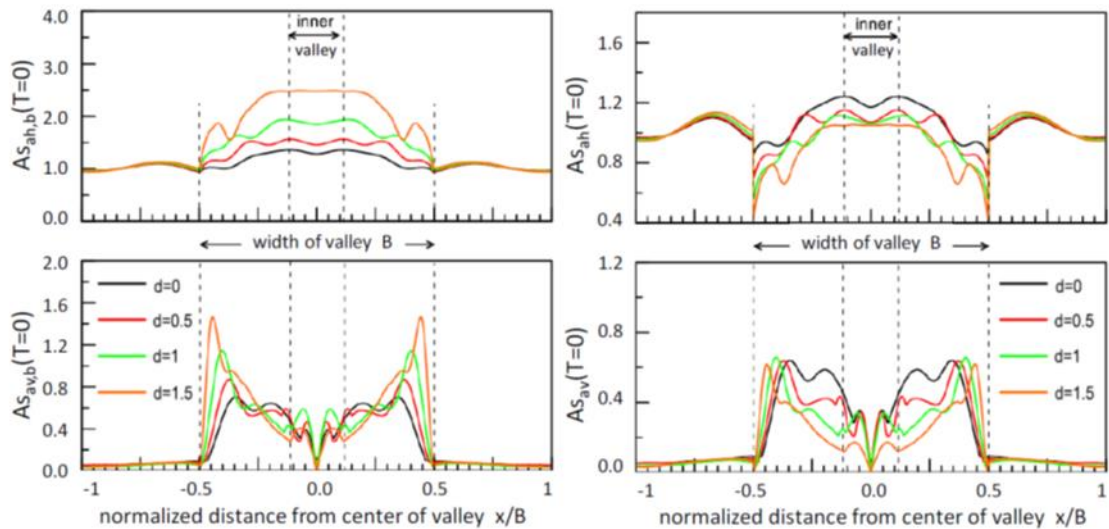 As_ah,b(T=0)
4.0
3.0
2.0
1.0
0.0
inner
valley
As_ah(T=0)
1.6
1.2
0.8
0.4
inner
valley
width of valley B
width of valley B
As_av,b(T=0)
2.0
1.6
1.2
0.8
0.4
0.0
d=0
d=0.5
d=1
d=1.5
As_av(T=0)
1.2
0.6
0.0
d=0
d=0.5
d=1
d=1.5
-1 -0.5 0.0 0.5 1
normalized distance from center of valley x/B
-1 -0.5 0.0 0.5 1
normalized distance from center of valley x/B